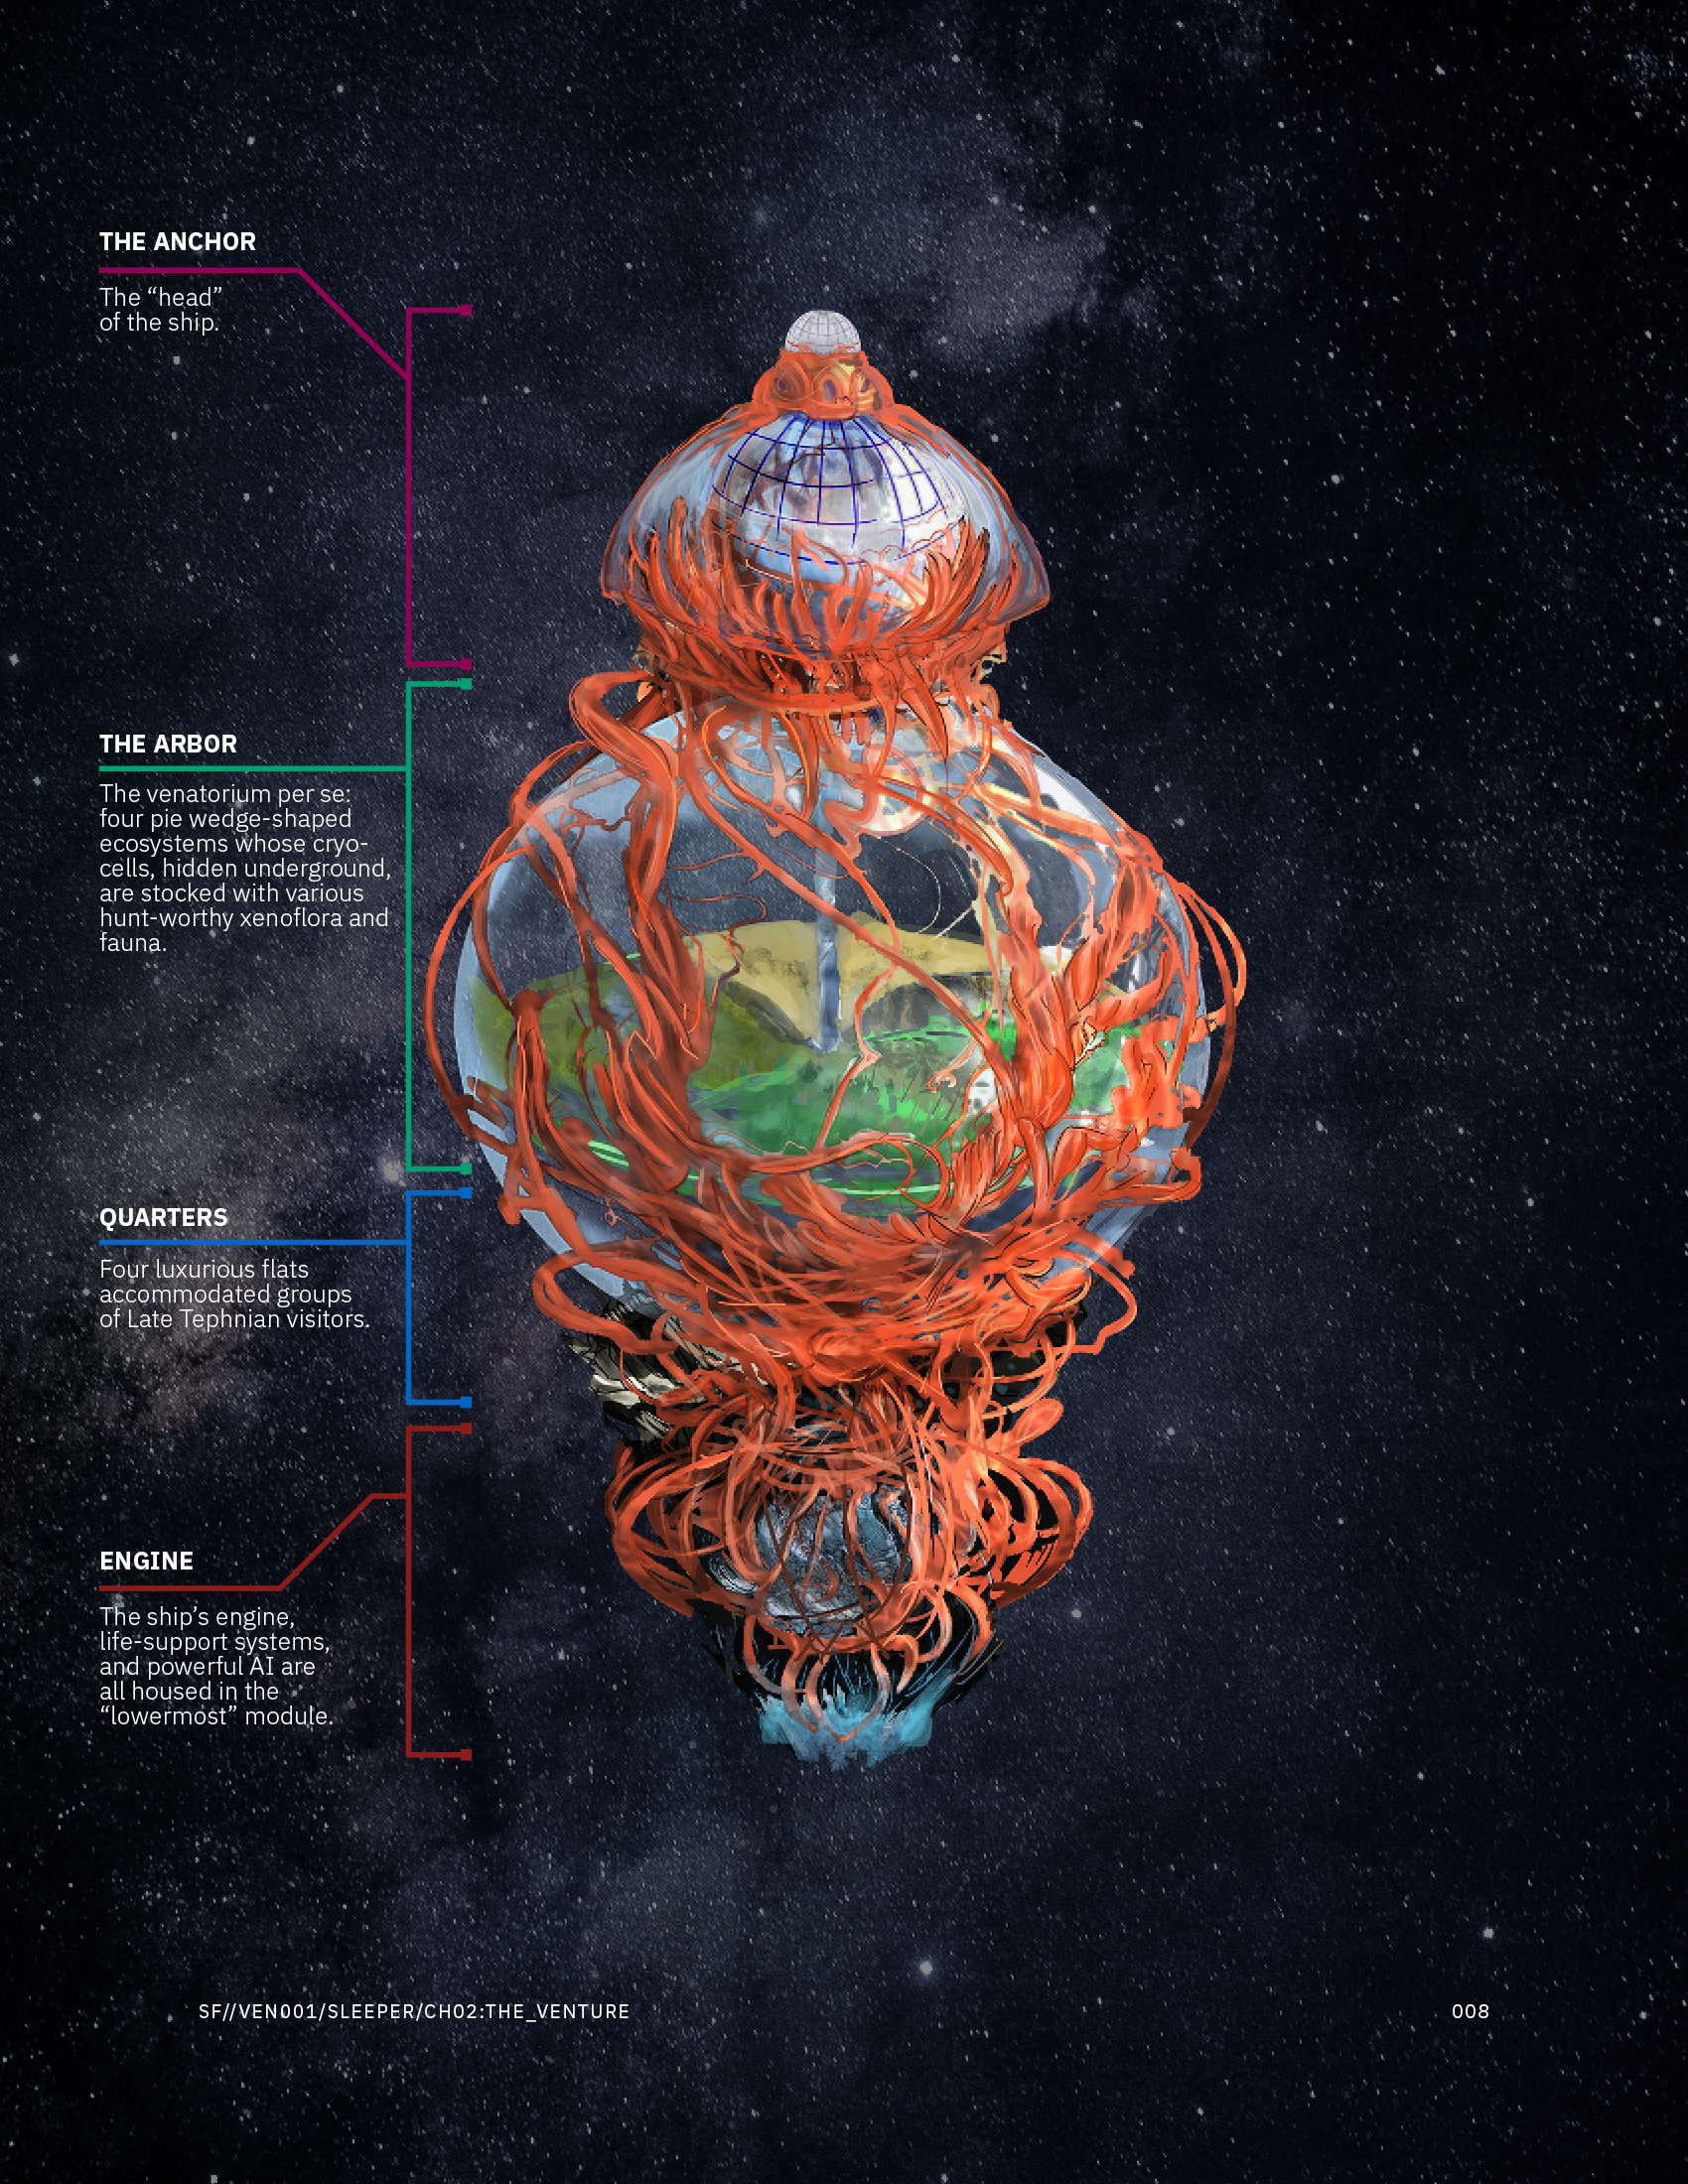 THE ANCHOR
The “head”
of the ship.
THE ARBOR
The venatorium per se:
four pie wedge-shaped
ecosystems whose cryo-
cells, hidden underground,
are stocked with various
hunt-worthy xenoflora and
fauna.
QUARTERS
Four luxurious flats
accommodated groups
of Late Tephnian visitors.
ENGINE
The ship’s engine,
life-support systems,
and powerful AI are
all housed in the
“lowermost” module.
SF//VEN001/SLEEPER/CH02:THE_VENTURE
008